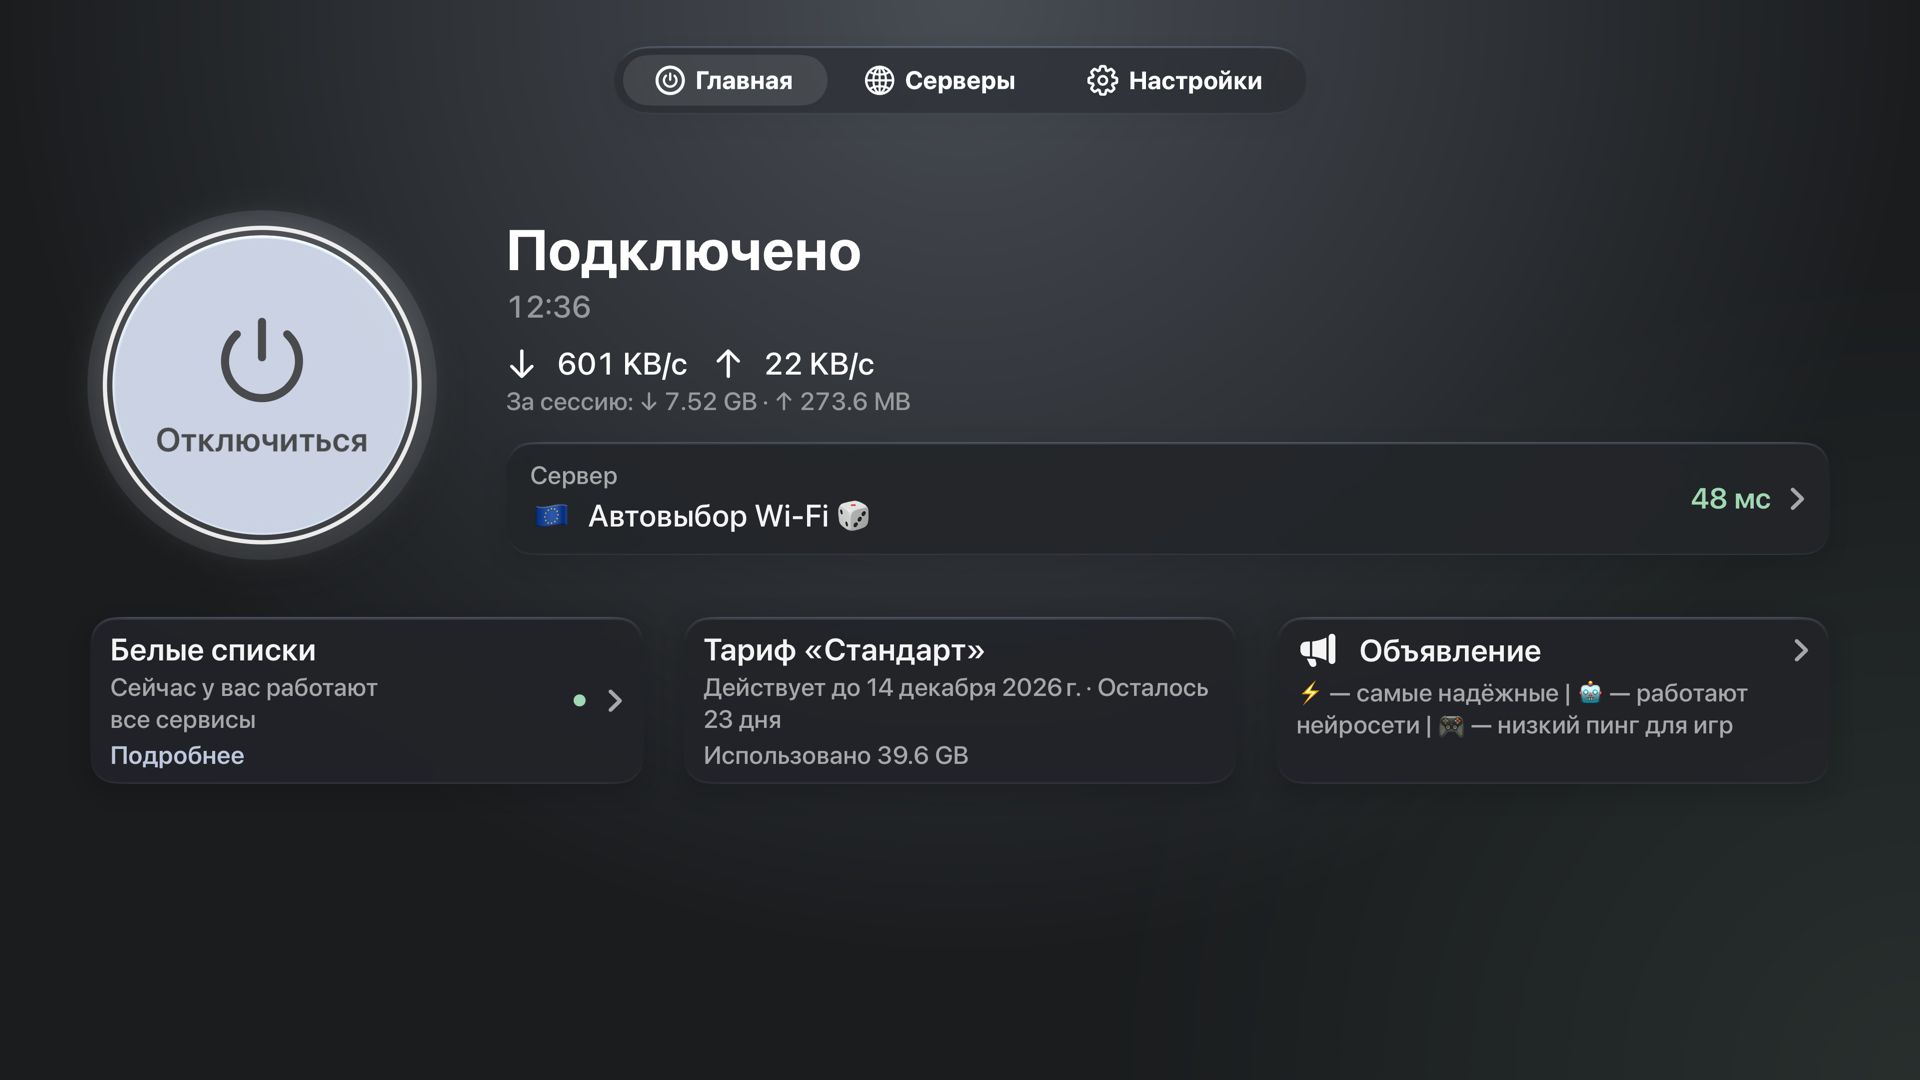 Главная
Серверы
Настройки
Отключиться
Подключено
12:36
↓ 601 KB/с ↑ 22 KB/с
За сессию: ↓ 7.52 GB · ↑ 273.6 MB
Сервер
🇪🇺 Автовыбор Wi-Fi 🎲
48 мс
Белые списки
Сейчас у вас работают
все сервисы
Подробнее
Тариф «Стандарт»
Действует до 14 декабря 2026 г. · Осталось
23 дня
Использовано 39.6 GB
Объявление
⚡ — самые надёжные | 🤖 — работают
нейросети | 🎮 — низкий пинг для игр